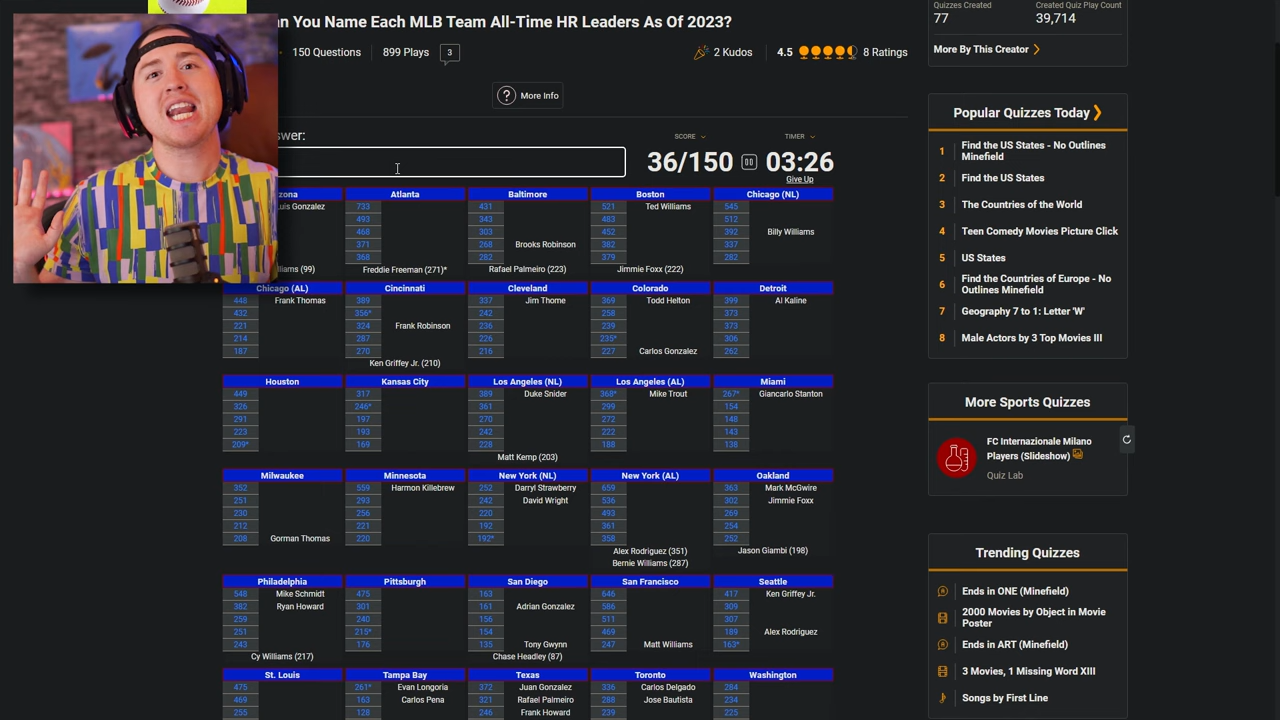 n You Name Each MLB Team All-Time HR Leaders As Of 2023?
150 Questions 899 Plays 3
2 Kudos 4.5 8 Ratings
Quizzes Created Created Quiz Play Count
77 39,714
More By This Creator
More Info
swer:
SCORE TIMER
36/150 03:26
Give Up
zona Atlanta Baltimore Boston Chicago (NL)
Luis Gonzalez 733 431 521 Ted Williams 545
493 343 483 512
468 303 452 392 Billy Williams
371 268 Brooks Robinson 382 337
368 282 379 282
lliams (99) Freddie Freeman (271)* Rafael Palmeiro (223) Jimmie Foxx (222)
Chicago (AL) Cincinnati Cleveland Colorado Detroit
448 Frank Thomas 389 337 Jim Thome 369 Todd Helton 399 Al Kaline
432 356* 242 258 373
221 324 Frank Robinson 236 239 373
214 287 226 235* 306
187 270 216 227 Carlos Gonzalez 262
Ken Griffey Jr. (210)
Houston Kansas City Los Angeles (NL) Los Angeles (AL) Miami
449 317 389 Duke Snider 368* Mike Trout 267* Giancarlo Stanton
326 246* 361 299 154
291 197 270 272 148
223 193 242 222 143
209* 169 228 188 138
Matt Kemp (203)
Milwaukee Minnesota New York (NL) New York (AL) Oakland
352 559 Harmon Killebrew 252 Darryl Strawberry 659 363 Mark McGwire
251 293 242 David Wright 536 302 Jimmie Foxx
230 256 220 493 269
212 221 192 361 254
208 Gorman Thomas 220 192* 358 252
Alex Rodriguez (351) Jason Giambi (198)
Bernie Williams (287)
Philadelphia Pittsburgh San Diego San Francisco Seattle
548 Mike Schmidt 475 163 646 417 Ken Griffey Jr.
382 Ryan Howard 301 161 Adrian Gonzalez 586 309
259 240 156 511 307
251 215* 154 469 189 Alex Rodriguez
243 176 135 Tony Gwynn 247 Matt Williams 163*
Cy Williams (217) Chase Headley (87)
St. Louis Tampa Bay Texas Toronto Washington
475 261* Evan Longoria 372 Juan Gonzalez 336 Carlos Delgado 284
469 163 Carlos Pena 321 Rafael Palmeiro 288 Jose Bautista 234
255 128 246 Frank Howard 239 225
Popular Quizzes Today
1 Find the US States - No Outlines
Minefield
2 Find the US States
3 The Countries of the World
4 Teen Comedy Movies Picture Click
5 US States
6 Find the Countries of Europe - No
Outlines Minefield
7 Geography 7 to 1: Letter 'W'
8 Male Actors by 3 Top Movies III
More Sports Quizzes
FC Internazionale Milano
Players (Slideshow)
Quiz Lab
Trending Quizzes
Ends in ONE (Minefield)
2000 Movies by Object in Movie
Poster
Ends in ART (Minefield)
3 Movies, 1 Missing Word XIII
Songs by First Line